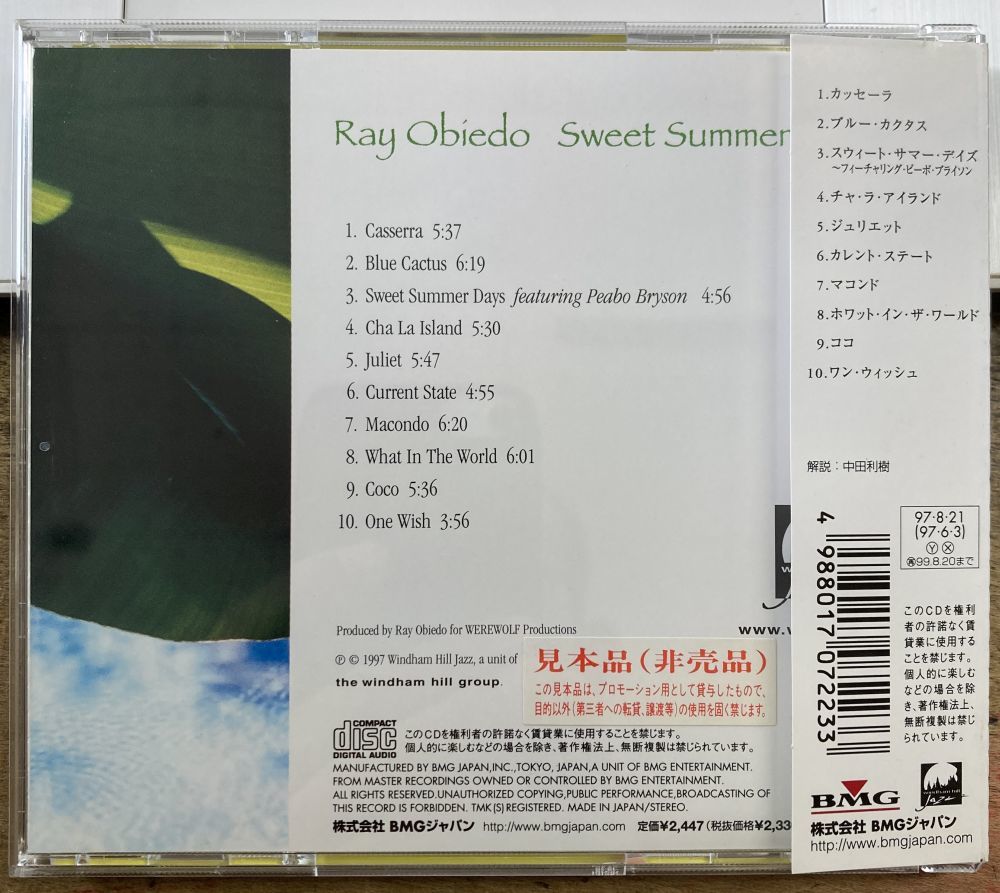 Ray Obiedo Sweet Summer
1. Casserra 5:37
2. Blue Cactus 6:19
3. Sweet Summer Days featuring Peabo Bryson 4:56
4. Cha La Island 5:30
5. Juliet 5:47
6. Current State 4:55
7. Macondo 6:20
8. What In The World 6:01
9. Coco 5:36
10. One Wish 3:56
Produced by Ray Obiedo for WEREWOLF Productions
www.w
℗ © 1997 Windham Hill Jazz, a unit of
the windham hill group.
見本品(非売品)
この見本品は、プロモーション用として貸与したもので、
目的以外(第三者への転貸、譲渡等)の使用を固く禁じます。
COMPACT
disc
DIGITAL AUDIO
このCDを権利者の許諾なく賃貸業に使用することを禁じます。
個人的に楽しむなどの場合を除き、著作権法上、無断複製は禁じられています。
MANUFACTURED BY BMG JAPAN,INC.,TOKYO, JAPAN,A UNIT OF BMG ENTERTAINMENT.
FROM MASTER RECORDINGS OWNED OR CONTROLLED BY BMG ENTERTAINMENT.
ALL RIGHTS RESERVED.UNAUTHORIZED COPYING,PUBLIC PERFORMANCE,BROADCASTING OF
THIS RECORD IS FORBIDDEN. TMK(S) REGISTERED. MADE IN JAPAN/STEREO.
株式会社 BMGジャパン http://www.bmgjapan.com/ 定価¥2,447(税抜価格¥2,33
1.カッセーラ
2.ブルー・カクタス
3.スウィート・サマー・デイズ
〜フィーチャリング・ピーボ・ブライソン
4.チャ・ラ・アイランド
5.ジュリエット
6.カレント・ステート
7.マコンド
8.ホワット・イン・ザ・ワールド
9.ココ
10.ワン・ウィッシュ
解説:中田利樹
4 988017 072233
97・8・21
(97・6・3)
Ⓨ Ⓧ
㊢99.8.20まで
このCDを権利
者の許諾なく賃
貸業に使用する
ことを禁じます。
個人的に楽しむ
などの場合を除
き、著作権法上、
無断複製は禁じ
られています。
BMG
windham hill
Jazz
株式会社 BMGジャパン
http://www.bmgjapan.com/